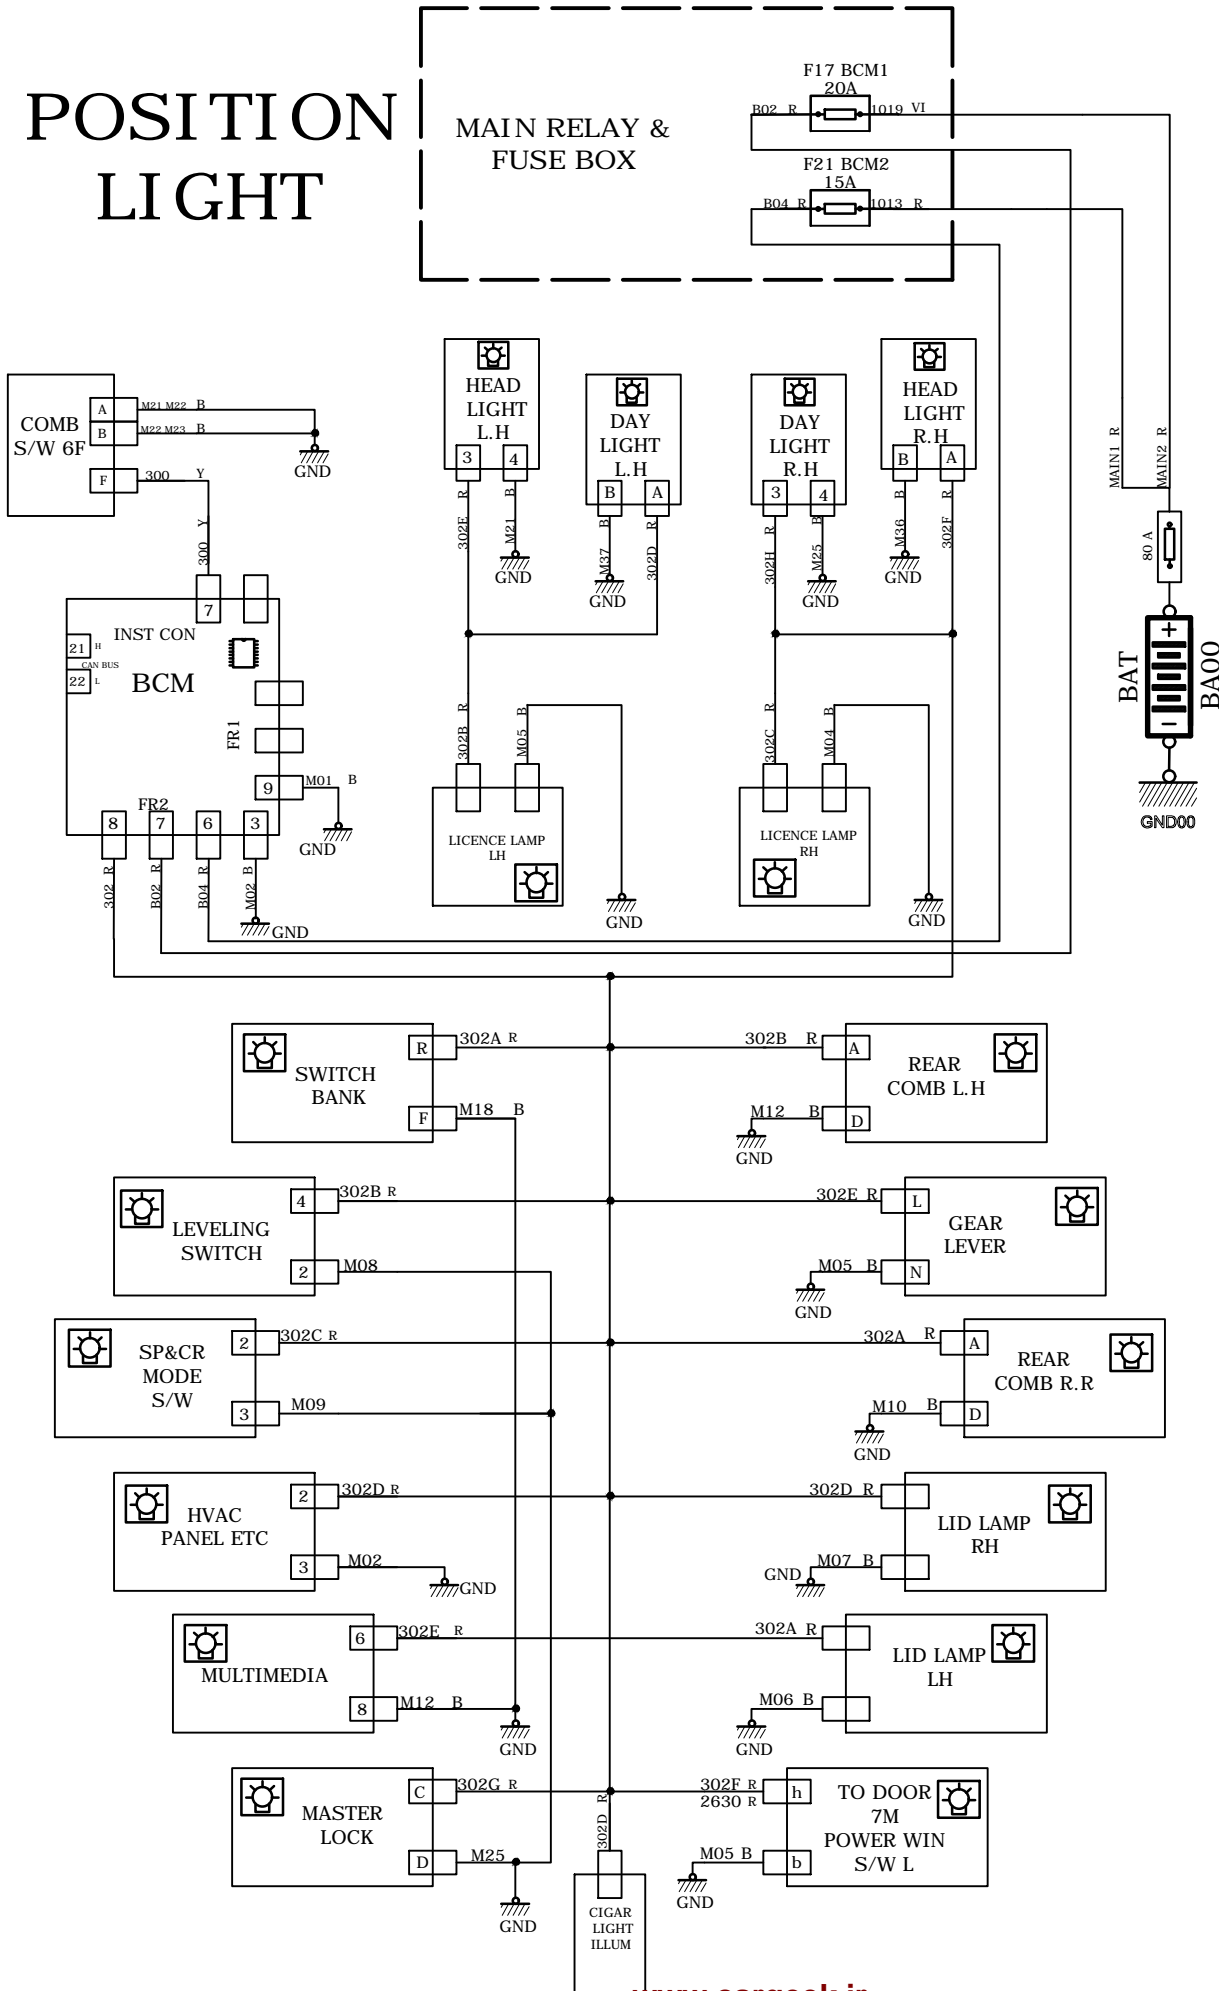 POSITION
LIGHT
MAIN RELAY &
FUSE BOX
F17 BCM1
20A
B02 R
1019 VI
F21 BCM2
15A
B04 R
1013 R
MAIN1 R
MAIN2 R
80 A
BAT
BA00
+
−
GND00
COMB
S/W 6F
A
M21 M22 B
B
M22 M23 B
GND
F
300 Y
300 Y
7
INST CON
21 H
CAN BUS
22 L
BCM
FR1
9
M01 B
GND
FR2
8
7
6
3
302 R
B02 R
B04 R
M02 B
GND
HEAD
LIGHT
L.H
3
4
302E R
M21 B
GND
DAY
LIGHT
L.H
B
A
M37 B
302D R
GND
DAY
LIGHT
R.H
3
4
302H R
M25 B
GND
HEAD
LIGHT
R.H
B
A
M36 B
302F R
GND
302B R
M05 B
LICENCE LAMP
LH
GND
302C R
M04 B
LICENCE LAMP
RH
GND
SWITCH
BANK
R
302A R
F
M18 B
302B R
A
REAR
COMB L.H
M12 B
D
GND
LEVELING
SWITCH
4
302B R
2
M08
302E R
L
GEAR
LEVER
M05 B
N
GND
SP&CR
MODE
S/W
2
302C R
3
M09
302A R
A
REAR
COMB R.R
M10 B
D
GND
HVAC
PANEL ETC
2
302D R
3
M02
GND
302D R
LID LAMP
RH
M07 B
GND
MULTIMEDIA
6
302E R
8
M12 B
GND
302A R
LID LAMP
LH
M06 B
GND
MASTER
LOCK
C
302G R
D
M25
GND
302D R
CIGAR
LIGHT
ILLUM
302F R
2630 R
h
TO DOOR
7M
POWER WIN
S/W L
M05 B
b
GND